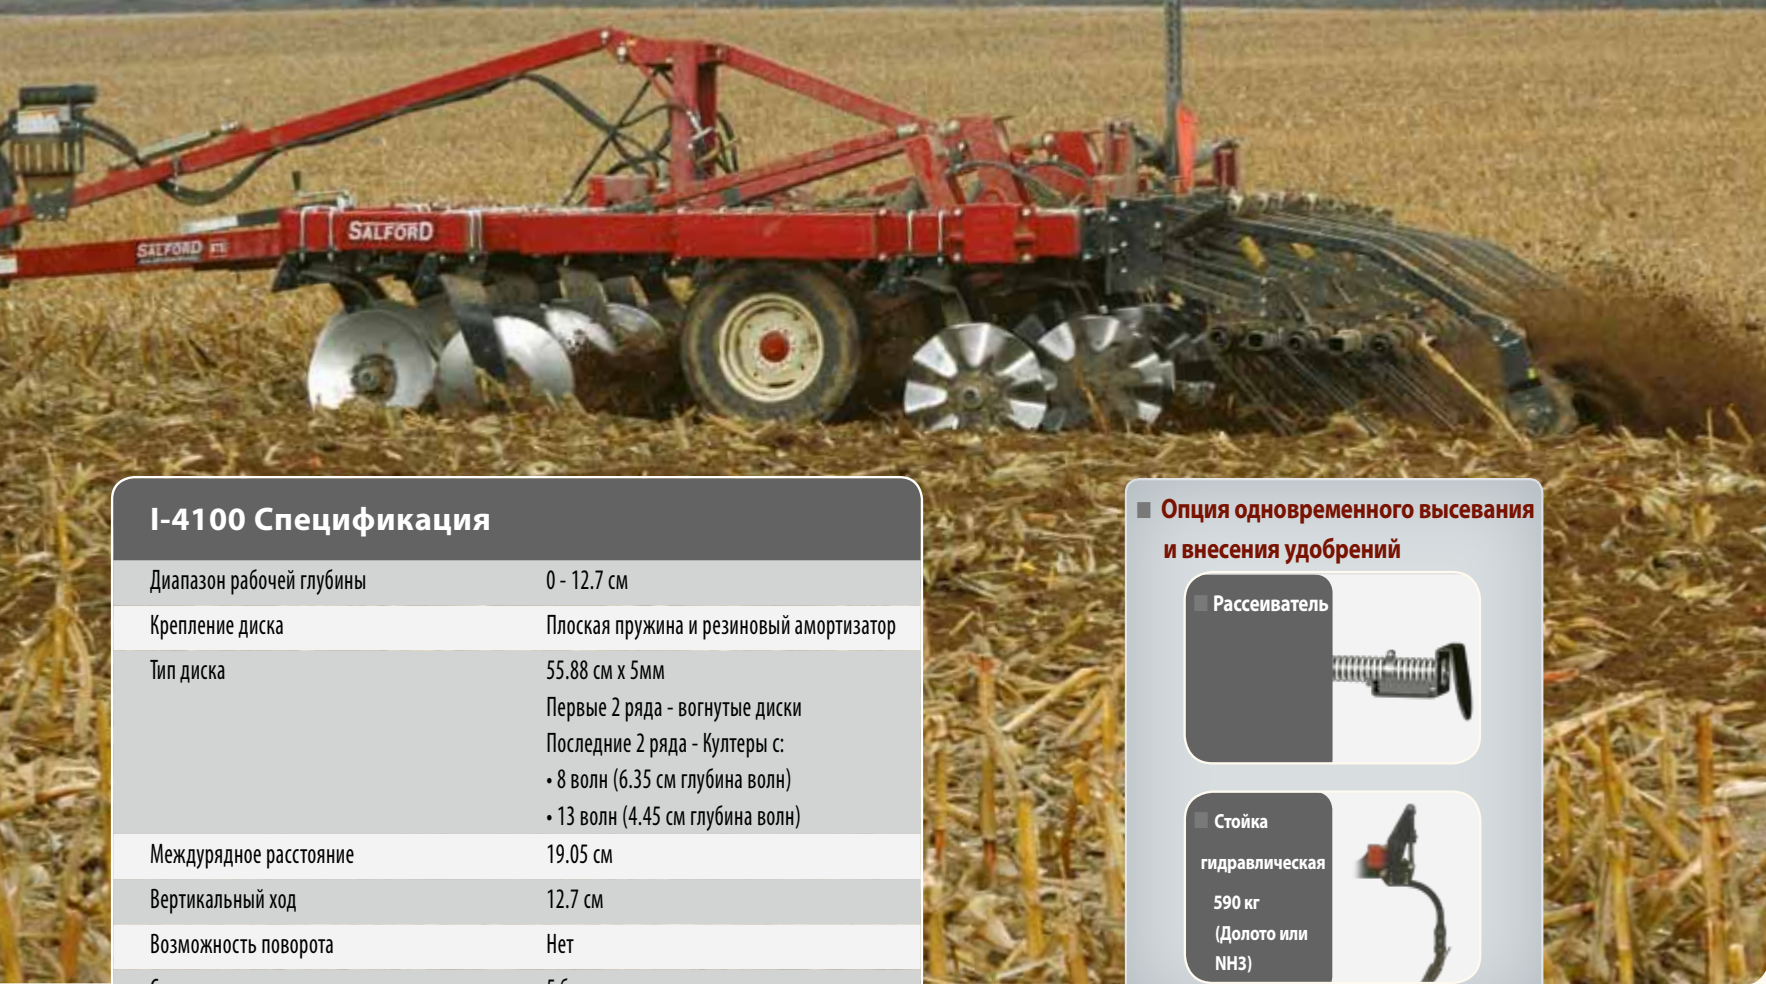 SALFORD
SALFORD
I-4100 Спецификация
Диапазон рабочей глубины 0 - 12.7 см
Крепление диска Плоская пружина и резиновый амортизатор
Тип диска 55.88 см x 5мм
Первые 2 ряда - вогнутые диски
Последние 2 ряда - Култеры с:
• 8 волн (6.35 см глубина волн)
• 13 волн (4.45 см глубина волн)
Междурядное расстояние 19.05 см
Вертикальный ход 12.7 см
Возможность поворота Нет
Опция одновременного высевания
и внесения удобрений
Рассеиватель
Стойка
гидравлическая
590 кг
(Долото или
NH3)